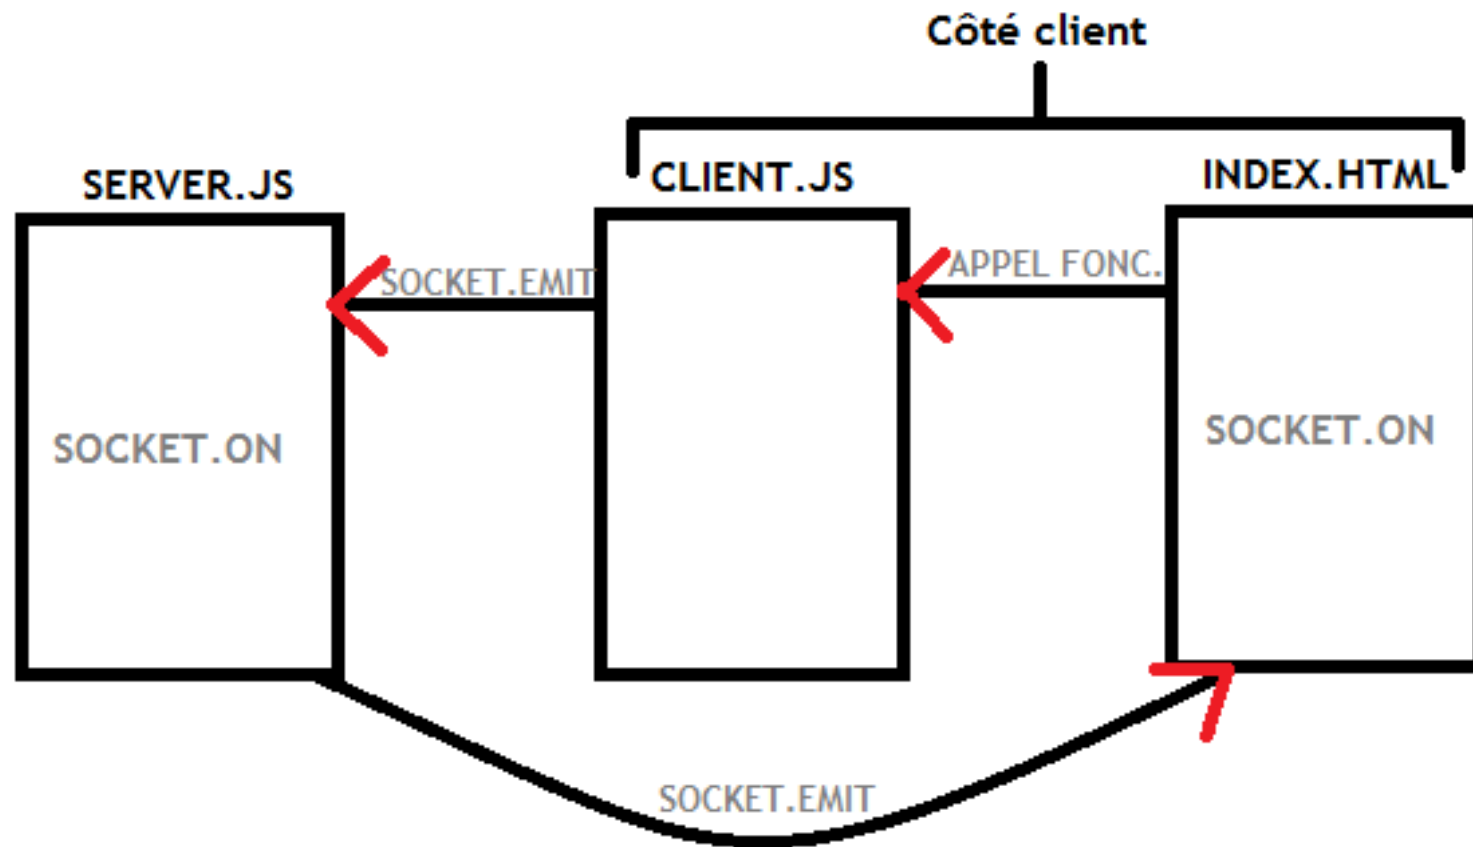 Côté client
SERVER.JS
CLIENT.JS
INDEX.HTML
SOCKET.EMIT
APPEL FONC.
SOCKET.ON
SOCKET.ON
SOCKET.EMIT